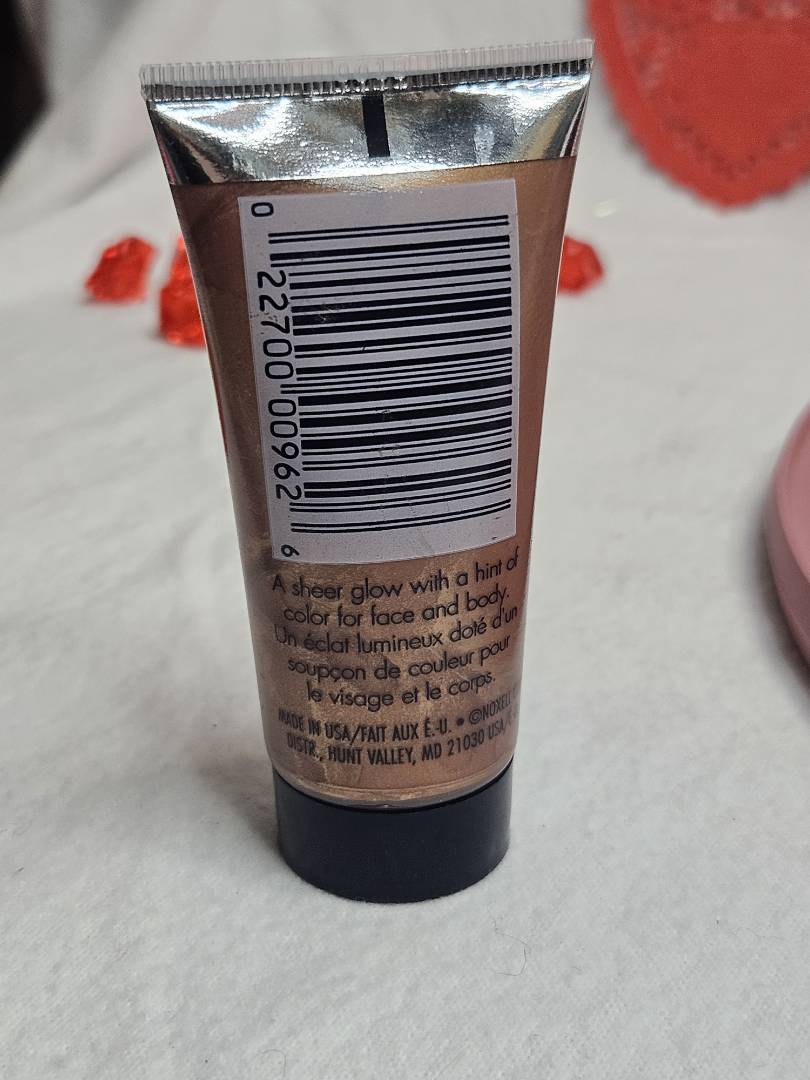 0 22700 00962 6
A sheer glow with a hint of
color for face and body.
Un éclat lumineux doté d'un
soupçon de couleur pour
le visage et le corps.
MADE IN USA/FAIT AUX É.-U. • ©NOXELL
DISTR., HUNT VALLEY, MD 21030 USA/